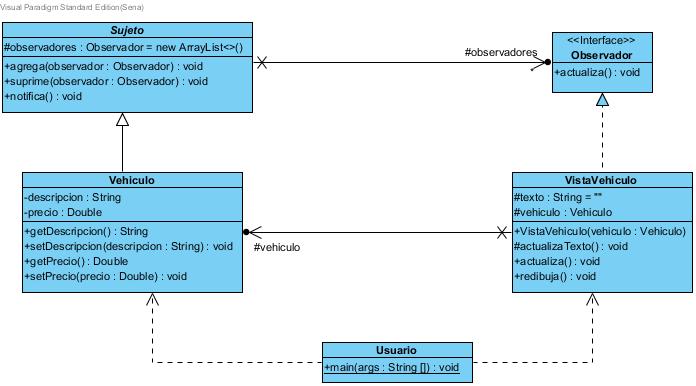 Visual Paradigm Standard Edition(Sena)
Sujeto
#observadores : Observador = new ArrayList<>()
+agrega(observador : Observador) : void
+suprime(observador : Observador) : void
+notifica() : void
#observadores
<<Interface>>
Observador
+actualiza() : void
Vehiculo
-descripcion : String
-precio : Double
+getDescripcion() : String
+setDescripcion(descripcion : String) : void
+getPrecio() : Double
+setPrecio(precio : Double) : void
#vehiculo
VistaVehiculo
#texto : String = ""
#vehiculo : Vehiculo
+VistaVehiculo(vehiculo : Vehiculo)
#actualizaTexto() : void
+actualiza() : void
+redibuja() : void
Usuario
+main(args : String []) : void